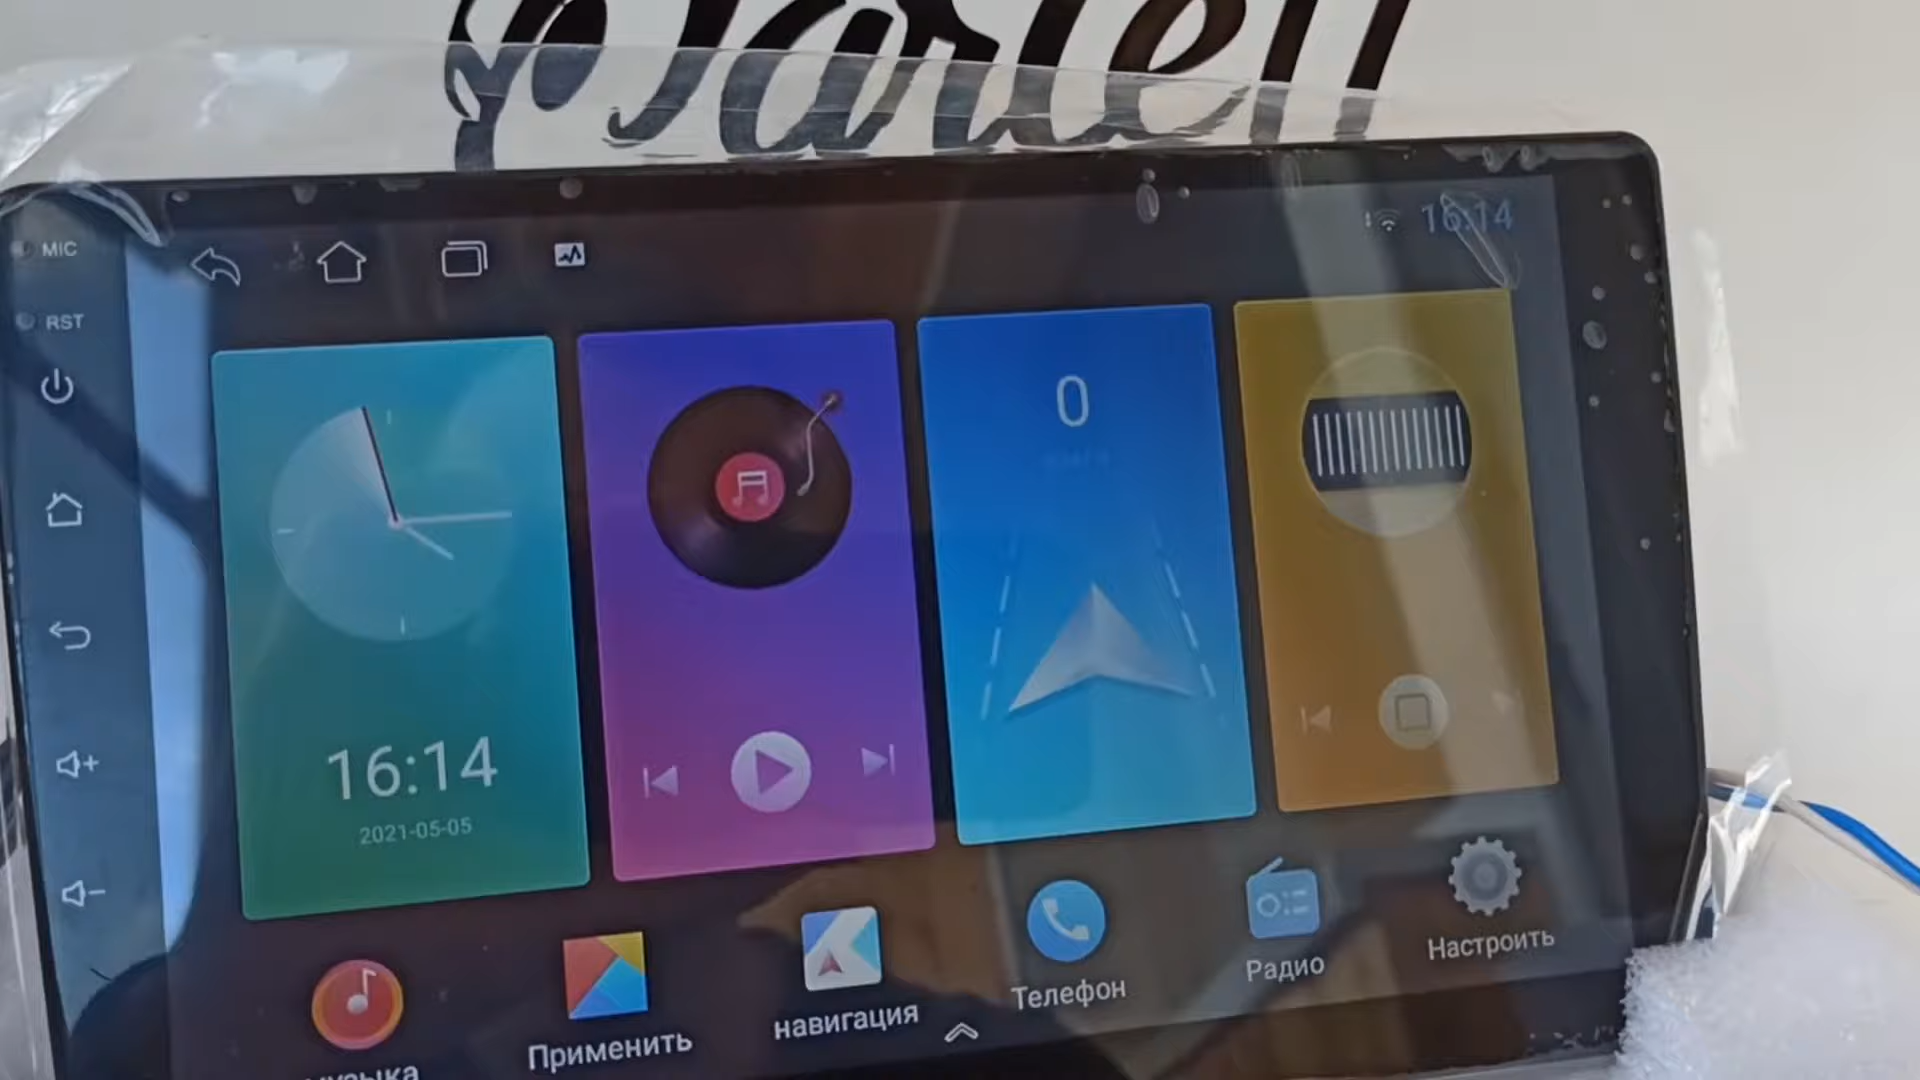 MIC
RST
16:14
0
16:14
2021-05-05
Применить
навигация
Телефон
Радио
Настроить